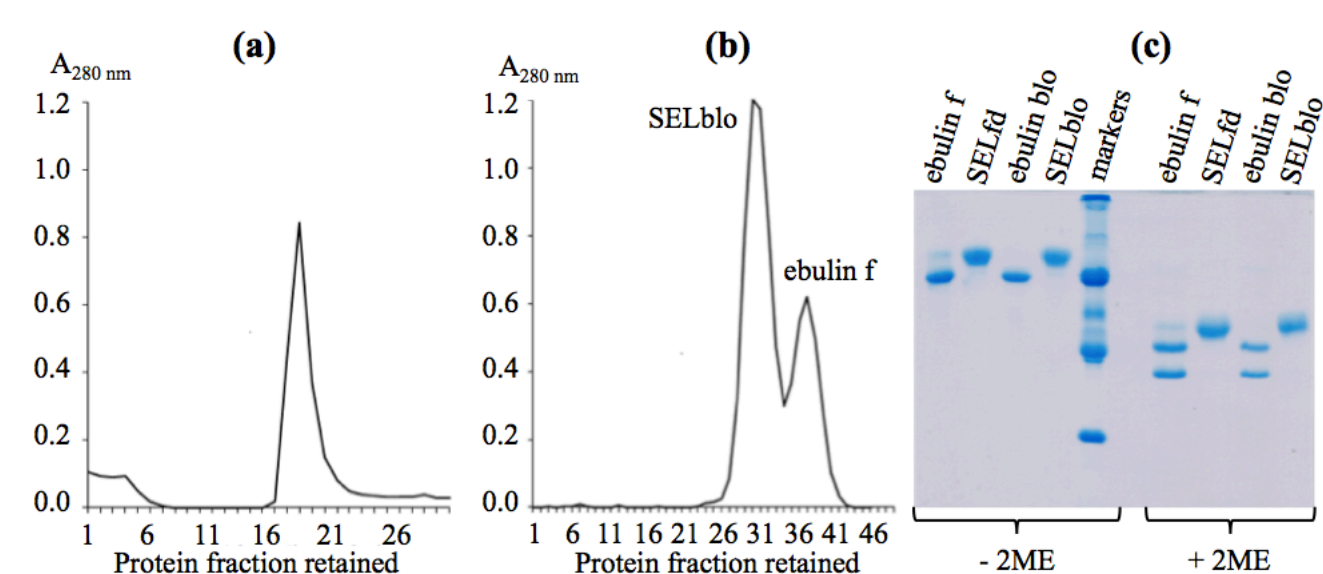 (a)
A280 nm
1.2
1.0
0.8
0.6
0.4
0.2
0.0
1 6 11 16 21 26
Protein fraction retained
(b)
A280 nm
1.2
1.0
0.8
0.6
0.4
0.2
0.0
SELblo
ebulin f
1 6 11 16 21 26 31 36 41 46
Protein fraction retained
(c)
ebulin f
SELfd
ebulin blo
SELblo
markers
ebulin f
SELfd
ebulin blo
SELblo
- 2ME
+ 2ME